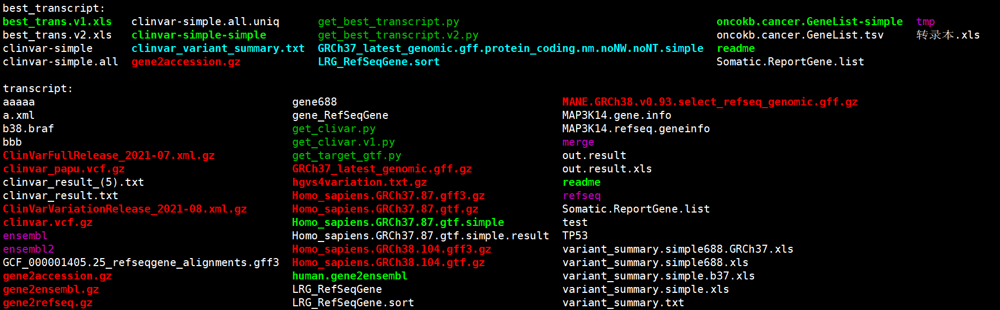 best_transcript:
best_trans.v1.xls clinvar-simple.all.uniq get_best_transcript.py oncokb.cancer.GeneList-simple tmp
best_trans.v2.xls clinvar-simple-simple get_best_transcript.v2.py oncokb.cancer.GeneList.tsv 转录本.xls
clinvar-simple clinvar_variant_summary.txt GRCh37_latest_genomic.gff.protein_coding.nm.noNW.noNT.simple readme
clinvar-simple.all gene2accession.gz LRG_RefSeqGene.sort Somatic.ReportGene.list
transcript:
aaaaa gene688 MANE.GRCh38.v0.93.select_refseq_genomic.gff.gz
a.xml gene_RefSeqGene MAP3K14.gene.info
b38.braf get_clivar.py MAP3K14.refseq.geneinfo
bbb get_clivar.v1.py merge
ClinVarFullRelease_2021-07.xml.gz get_target_gtf.py out.result
clinvar_papu.vcf.gz GRCh37_latest_genomic.gff.gz out.result.xls
clinvar_result_(5).txt hgvs4variation.txt.gz readme
clinvar_result.txt Homo_sapiens.GRCh37.87.gff3.gz refseq
ClinVarVariationRelease_2021-08.xml.gz Homo_sapiens.GRCh37.87.gtf.gz Somatic.ReportGene.list
clinvar.vcf.gz Homo_sapiens.GRCh37.87.gtf.simple test
ensembl Homo_sapiens.GRCh37.87.gtf.simple.result TP53
ensembl2 Homo_sapiens.GRCh38.104.gff3.gz variant_summary.simple688.GRCh37.xls
GCF_000001405.25_refseqgene_alignments.gff3 Homo_sapiens.GRCh38.104.gtf.gz variant_summary.simple688.xls
gene2accession.gz human.gene2ensembl variant_summary.simple.b37.xls
gene2ensembl.gz LRG_RefSeqGene variant_summary.simple.xls
gene2refseq.gz LRG_RefSeqGene.sort variant_summary.txt